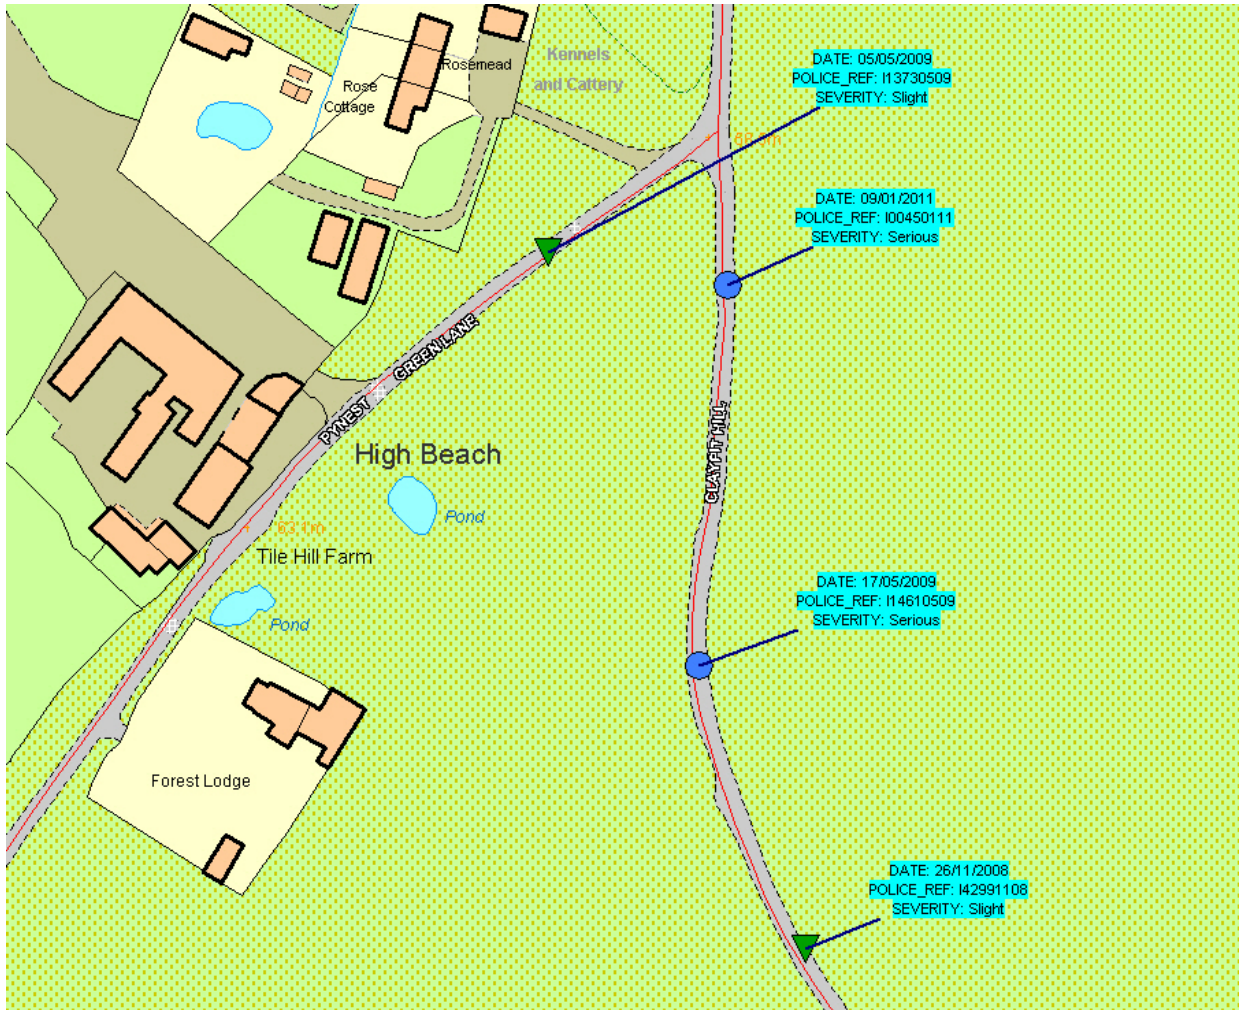 Kennels
and Cattery
Rosemead
Rose
Cottage
DATE: 05/05/2009
POLICE_REF: I13730509
SEVERITY: Slight
DATE: 09/01/2011
POLICE_REF: I00450111
SEVERITY: Serious
PYNEST GREEN LANE
CLAYPIT HILL
High Beach
Pond
63.1m
Tile Hill Farm
Pond
DATE: 17/05/2009
POLICE_REF: I14610509
SEVERITY: Serious
Forest Lodge
DATE: 26/11/2008
POLICE_REF: I42991108
SEVERITY: Slight